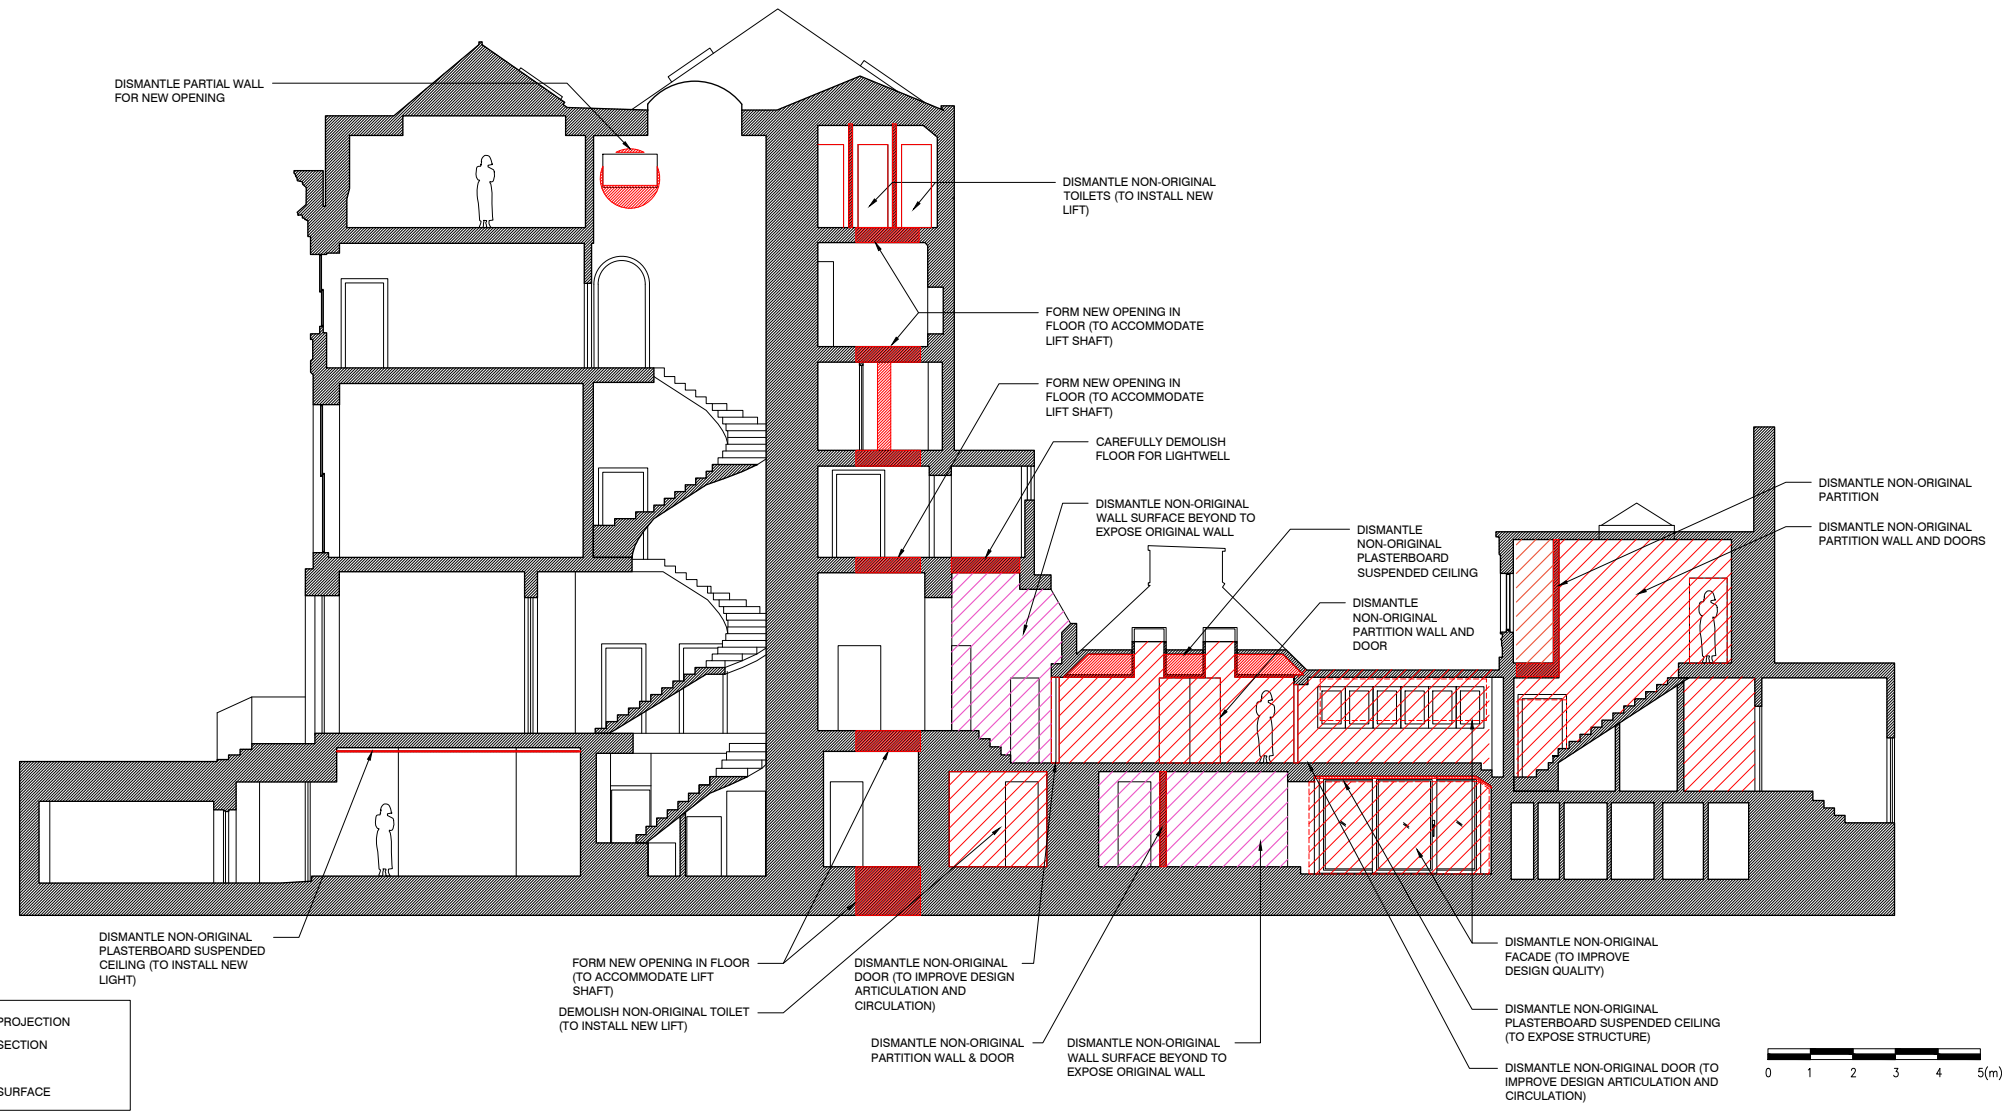 DISMANTLE PARTIAL WALL
FOR NEW OPENING
DISMANTLE NON-ORIGINAL
TOILETS (TO INSTALL NEW
LIFT)
FORM NEW OPENING IN
FLOOR (TO ACCOMMODATE
LIFT SHAFT)
FORM NEW OPENING IN
FLOOR (TO ACCOMMODATE
LIFT SHAFT)
CAREFULLY DEMOLISH
FLOOR FOR LIGHTWELL
DISMANTLE NON-ORIGINAL
WALL SURFACE BEYOND TO
EXPOSE ORIGINAL WALL
DISMANTLE
NON-ORIGINAL
PLASTERBOARD
SUSPENDED CEILING
DISMANTLE
NON-ORIGINAL
PARTITION WALL AND
DOOR
DISMANTLE NON-ORIGINAL
PARTITION
DISMANTLE NON-ORIGINAL
PARTITION WALL AND DOORS
DISMANTLE NON-ORIGINAL
PLASTERBOARD SUSPENDED
CEILING (TO INSTALL NEW
LIGHT)
FORM NEW OPENING IN FLOOR
(TO ACCOMMODATE LIFT
SHAFT)
DEMOLISH NON-ORIGINAL TOILET
(TO INSTALL NEW LIFT)
DISMANTLE NON-ORIGINAL
DOOR (TO IMPROVE DESIGN
ARTICULATION AND
CIRCULATION)
DISMANTLE NON-ORIGINAL
PARTITION WALL & DOOR
DISMANTLE NON-ORIGINAL
WALL SURFACE BEYOND TO
EXPOSE ORIGINAL WALL
DISMANTLE NON-ORIGINAL
FACADE (TO IMPROVE
DESIGN QUALITY)
DISMANTLE NON-ORIGINAL
PLASTERBOARD SUSPENDED CEILING
(TO EXPOSE STRUCTURE)
DISMANTLE NON-ORIGINAL DOOR (TO
IMPROVE DESIGN ARTICULATION AND
CIRCULATION)
PROJECTION
SECTION
SURFACE
0 1 2 3 4 5(m)